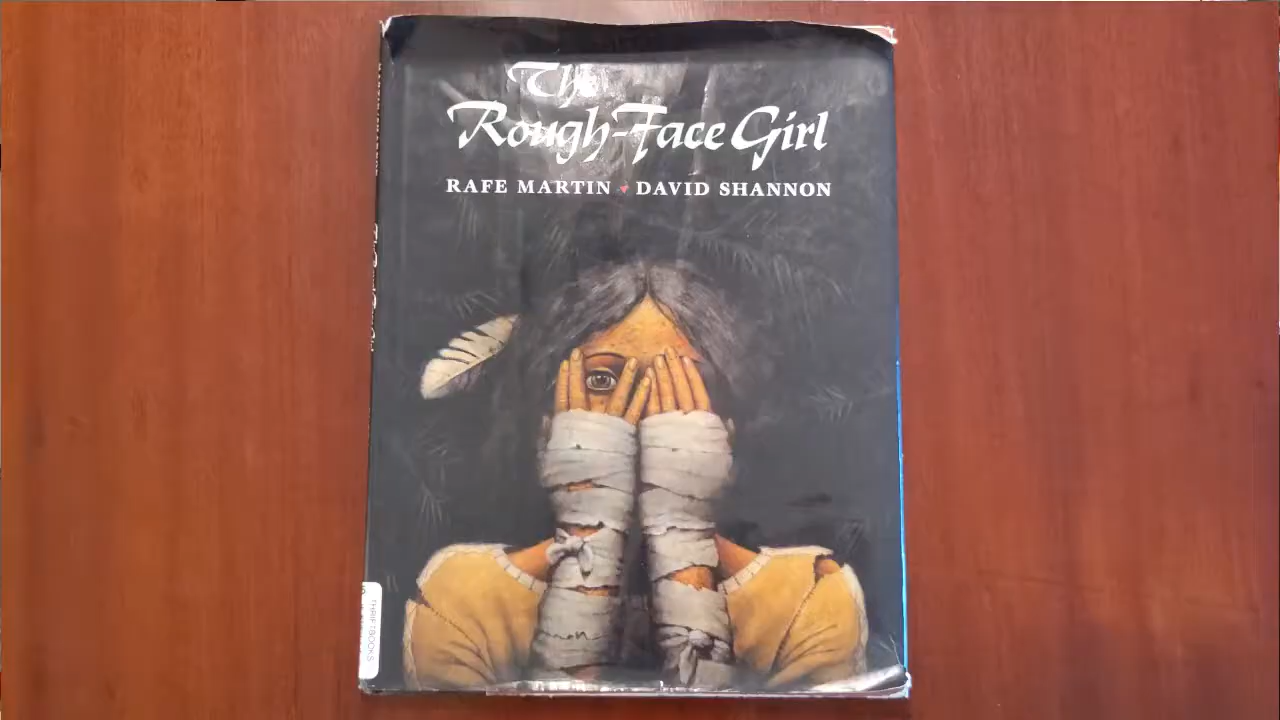 The
Rough-Face Girl
RAFE MARTIN ♥ DAVID SHANNON
THRIFTBOOKS